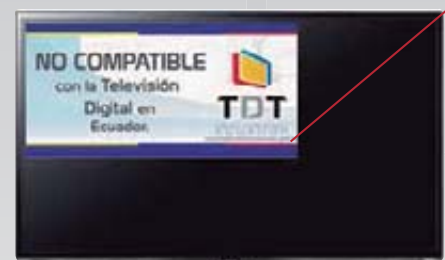 NO COMPATIBLE
con la Televisión
Digital en
Ecuador.
TDT